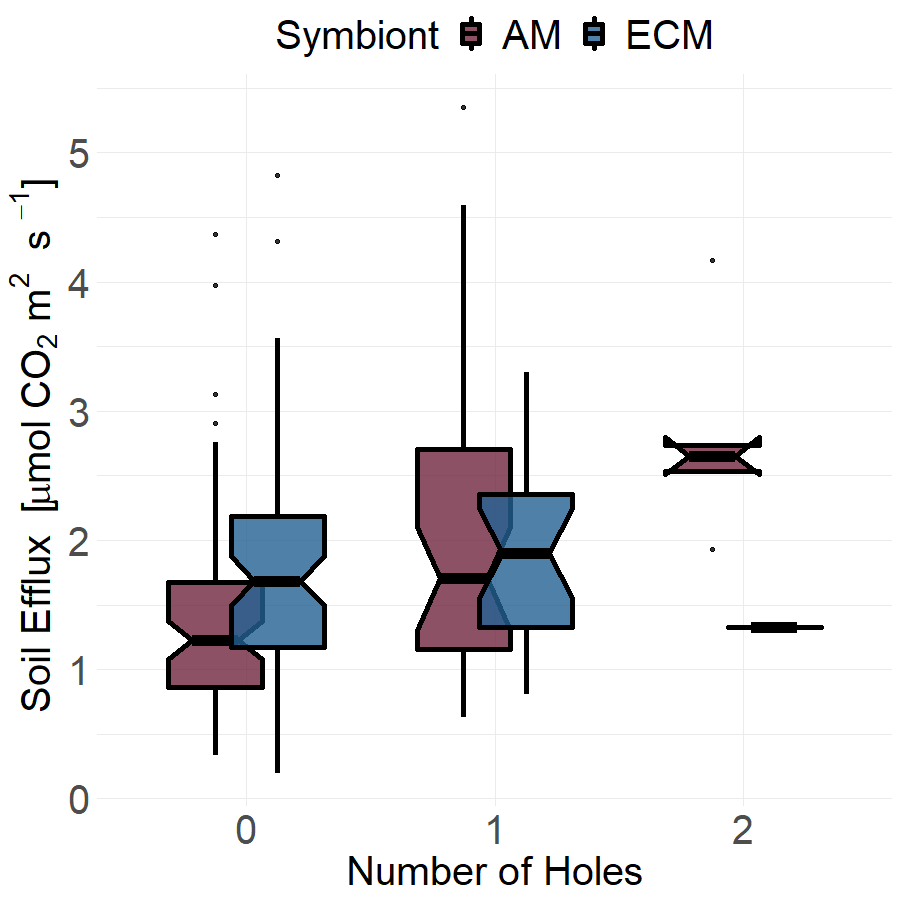 Symbiont AM ECM
Soil Efflux [μmol CO₂ m² s⁻¹]
5
4
3
2
1
0
0 1 2
Number of Holes